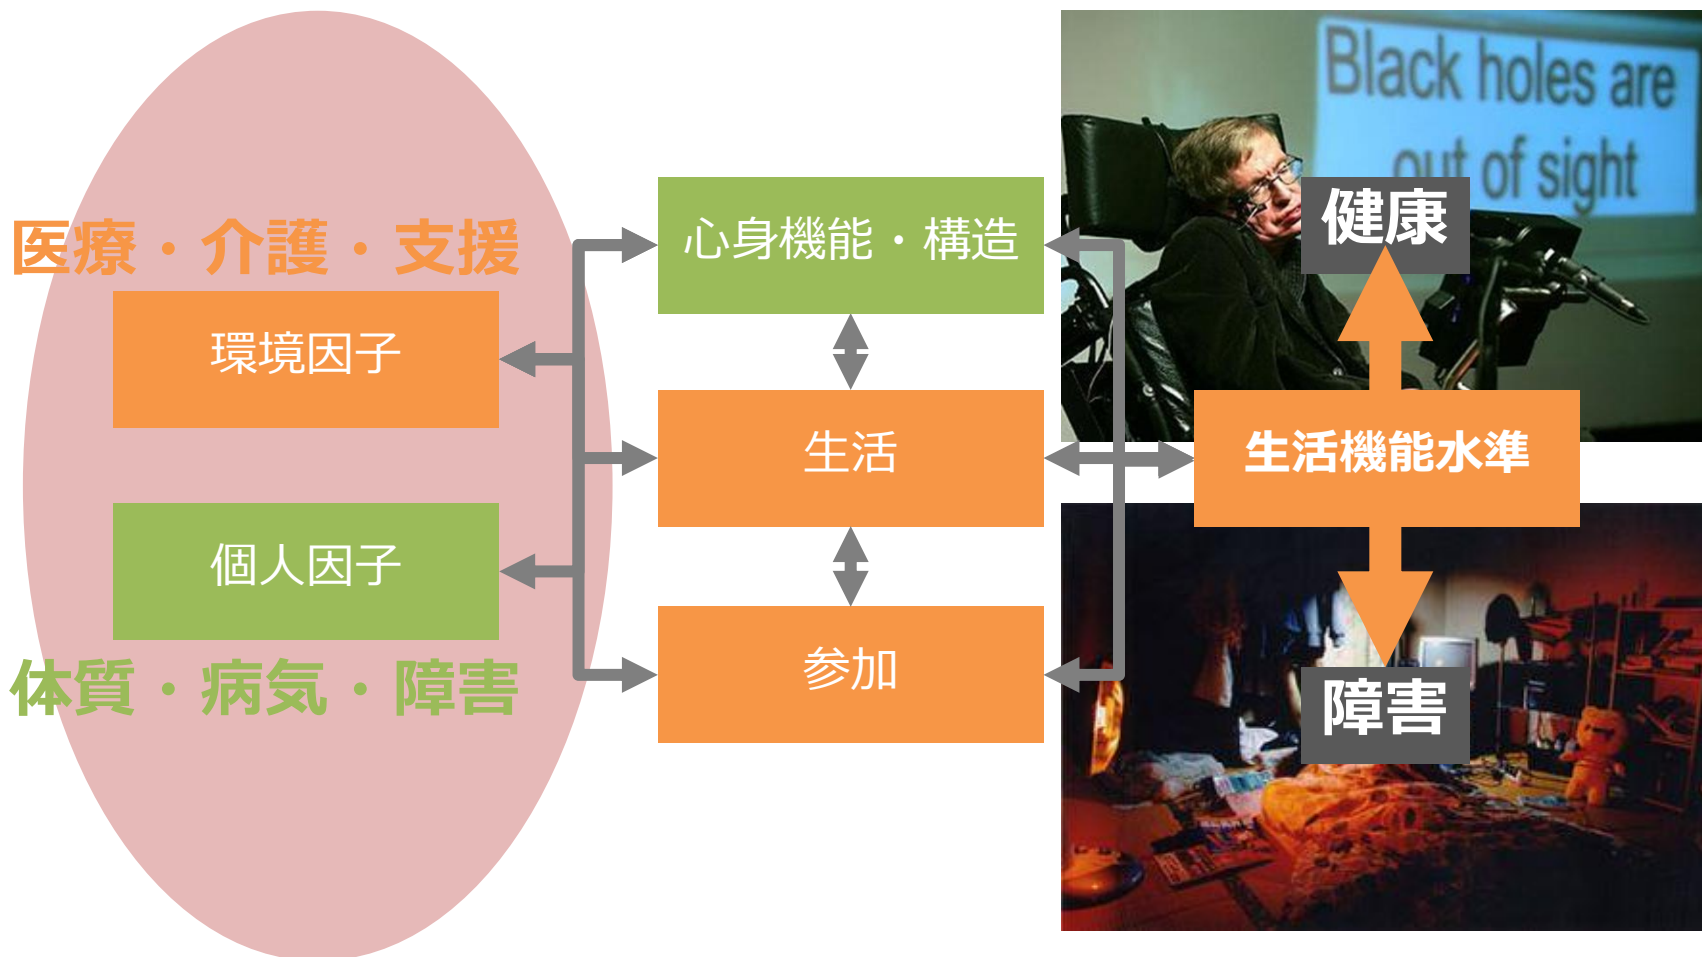 医療・介護・支援
環境因子
個人因子
体質・病気・障害
心身機能・構造
生活
参加
Black holes are
out of sight
健康
生活機能水準
障害